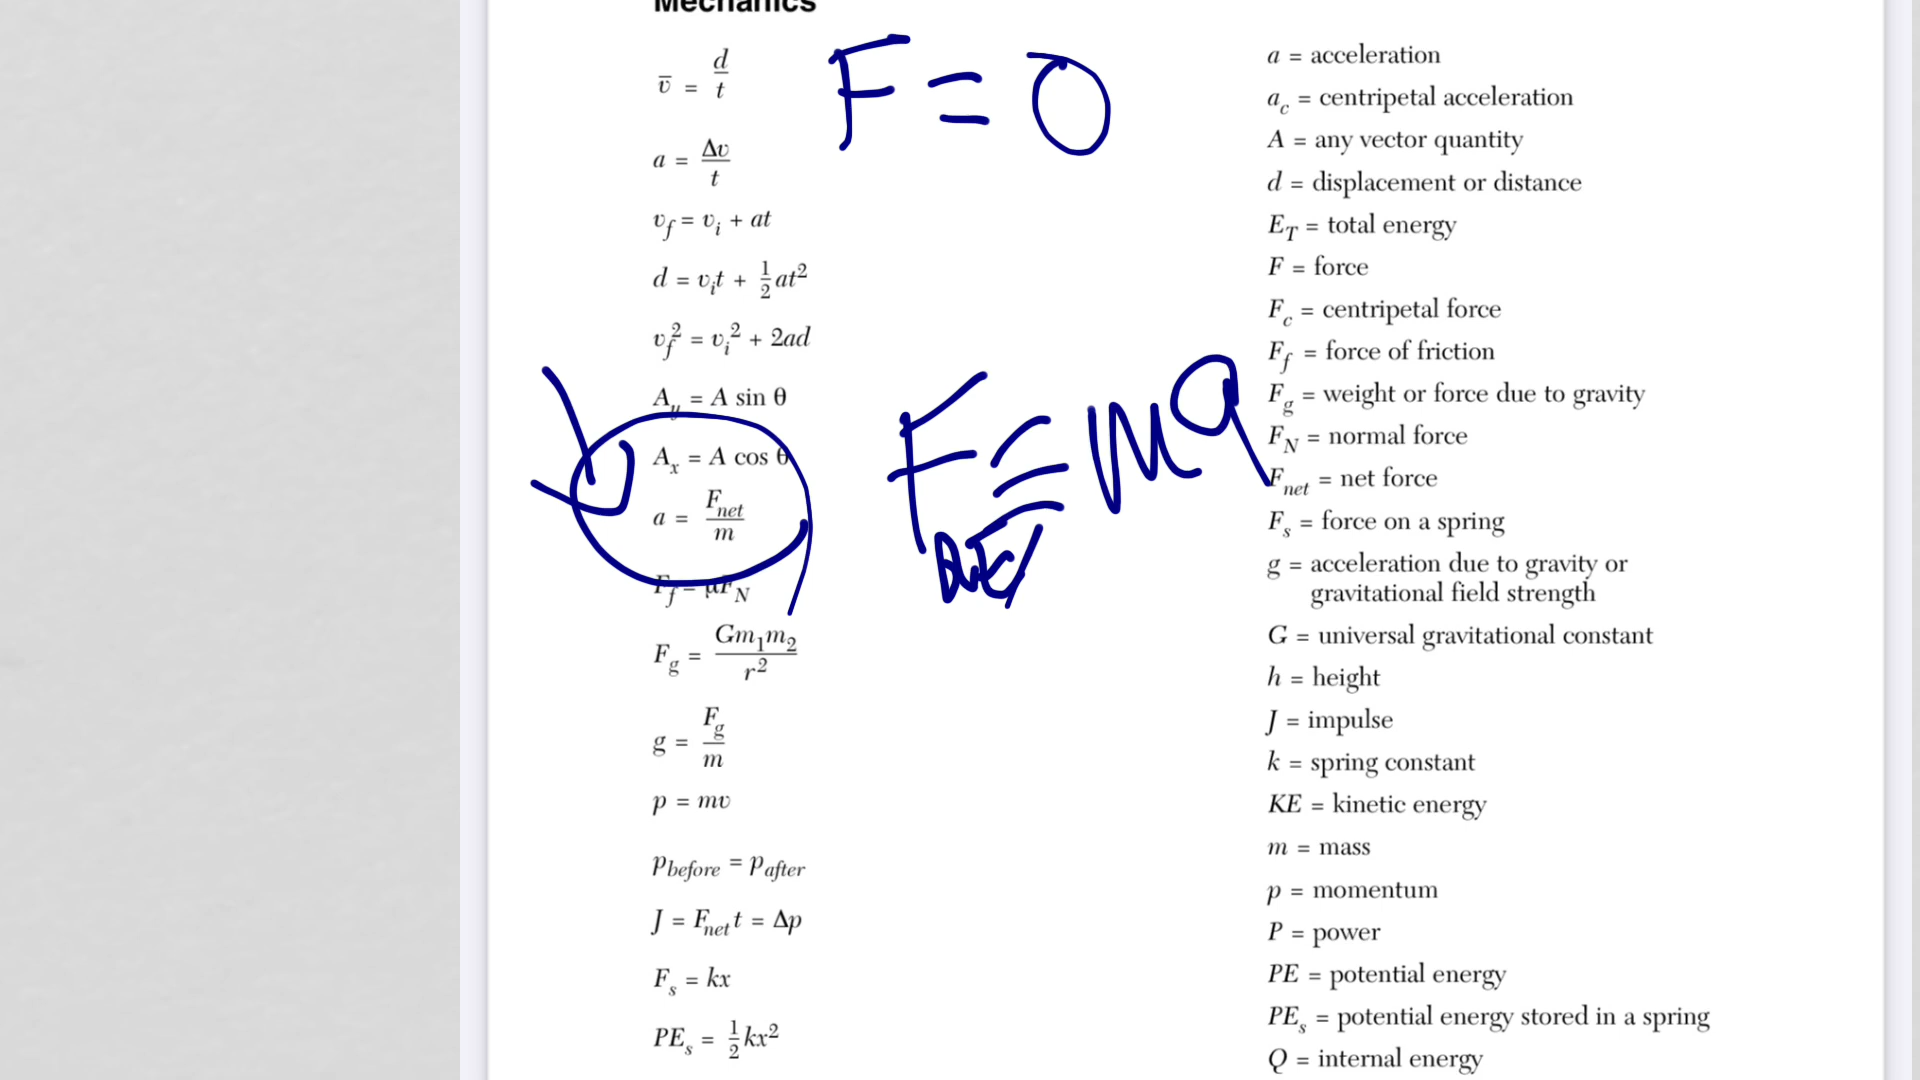 Mechanics
v̄ = d/t
a = Δv/t
v_f = v_i + at
d = v_i t + 1/2 at²
v_f² = v_i² + 2ad
A_y = A sin θ
A_x = A cos θ
a = F_net/m
F_f = μF_N
F_g = Gm₁m₂/r²
g = F_g/m
p = mv
p_before = p_after
J = F_net t = Δp
F_s = kx
PE_s = 1/2 kx²
F = 0
F = ma
a = acceleration
a_c = centripetal acceleration
A = any vector quantity
d = displacement or distance
E_T = total energy
F = force
F_c = centripetal force
F_f = force of friction
F_g = weight or force due to gravity
F_N = normal force
F_net = net force
F_s = force on a spring
g = acceleration due to gravity or
gravitational field strength
G = universal gravitational constant
h = height
J = impulse
k = spring constant
KE = kinetic energy
m = mass
p = momentum
P = power
PE = potential energy
PE_s = potential energy stored in a spring
Q = internal energy